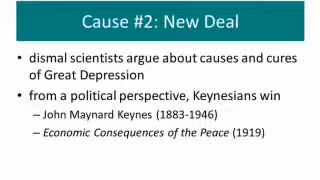 Cause #2: New Deal
• dismal scientists argue about causes and cures
of Great Depression
• from a political perspective, Keynesians win
– John Maynard Keynes (1883-1946)
– Economic Consequences of the Peace (1919)